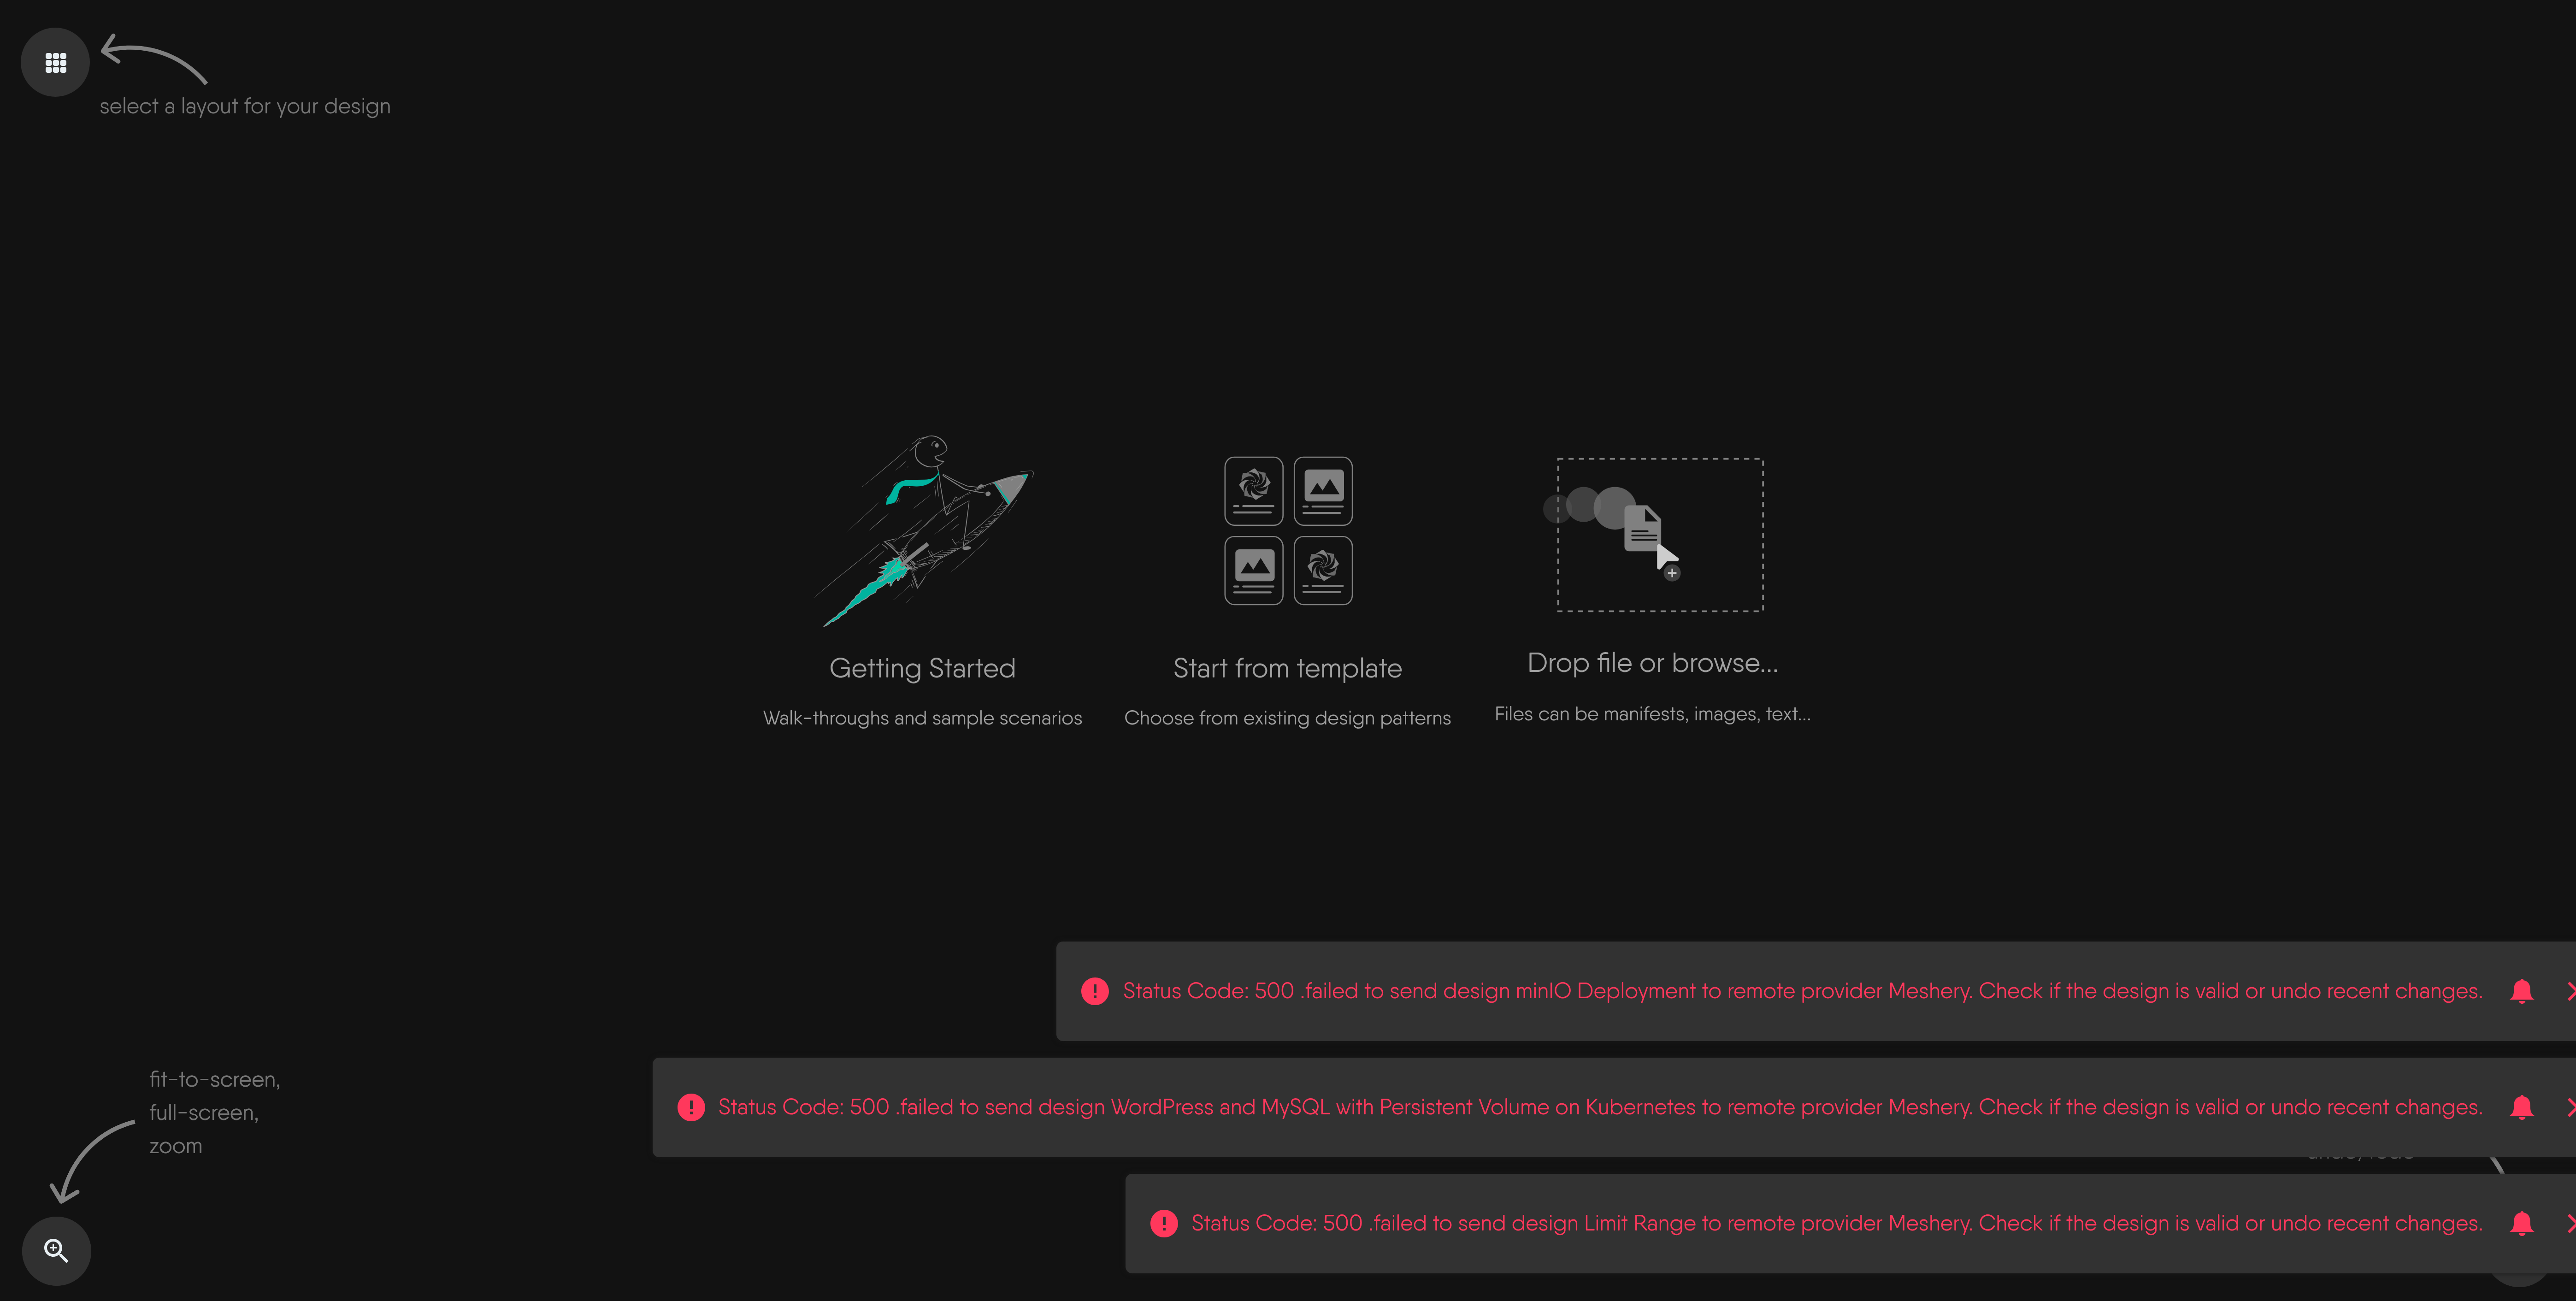 select a layout for your design
Getting Started
Walk-throughs and sample scenarios
Start from template
Choose from existing design patterns
Drop file or browse...
Files can be manifests, images, text...
Status Code: 500 .failed to send design minIO Deployment to remote provider Meshery. Check if the design is valid or undo recent changes.
fit-to-screen,
full-screen,
zoom
Status Code: 500 .failed to send design WordPress and MySQL with Persistent Volume on Kubernetes to remote provider Meshery. Check if the design is valid or undo recent changes.
Status Code: 500 .failed to send design Limit Range to remote provider Meshery. Check if the design is valid or undo recent changes.